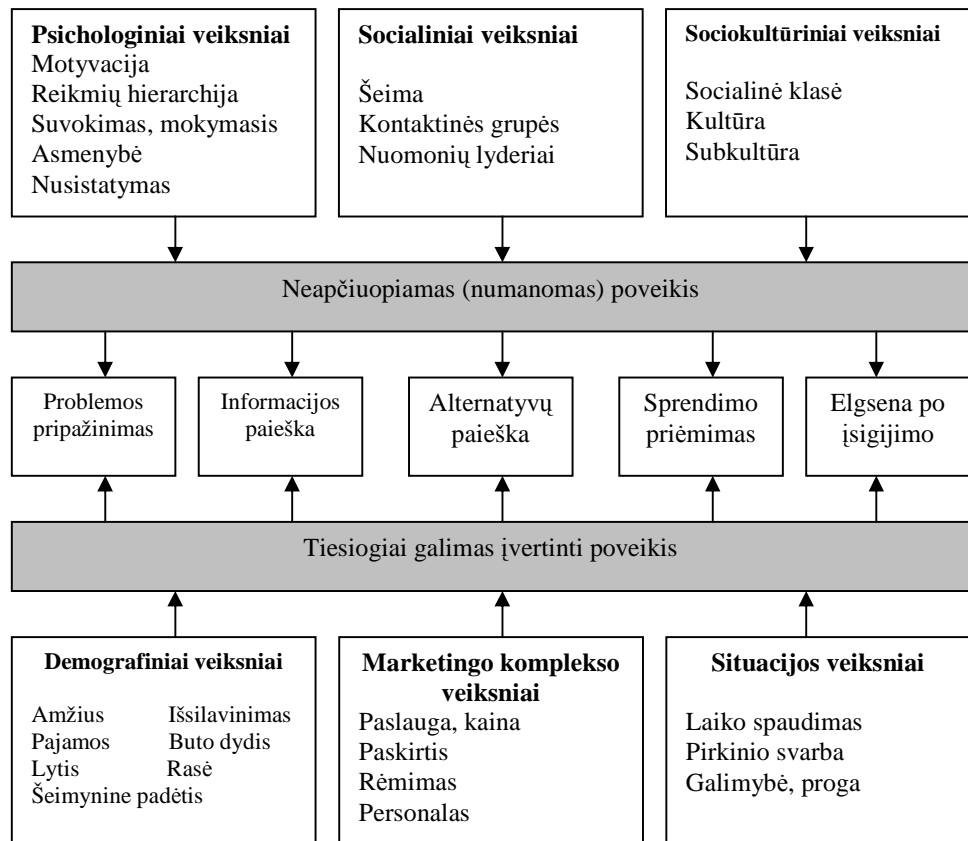 Psichologiniai veiksniai
Motyvacija
Reikmių hierarchija
Suvokimas, mokymasis
Asmenybė
Nusistatymas
Socialiniai veiksniai
Šeima
Kontaktinės grupės
Nuomonių lyderiai
Sociokultūriniai veiksniai
Socialinė klasė
Kultūra
Subkultūra
Neapčiuopiamas (numanomas) poveikis
Problemos
pripažinimas
Informacijos
paieška
Alternatyvų
paieška
Sprendimo
priėmimas
Elgsena po
įsigijimo
Tiesiogiai galimas įvertinti poveikis
Demografiniai veiksniai
Amžius Išsilavinimas
Pajamos Buto dydis
Lytis Rasė
Šeimynine padėtis
Marketingo komplekso
veiksniai
Paslauga, kaina
Paskirtis
Rėmimas
Personalas
Situacijos veiksniai
Laiko spaudimas
Pirkinio svarba
Galimybė, proga